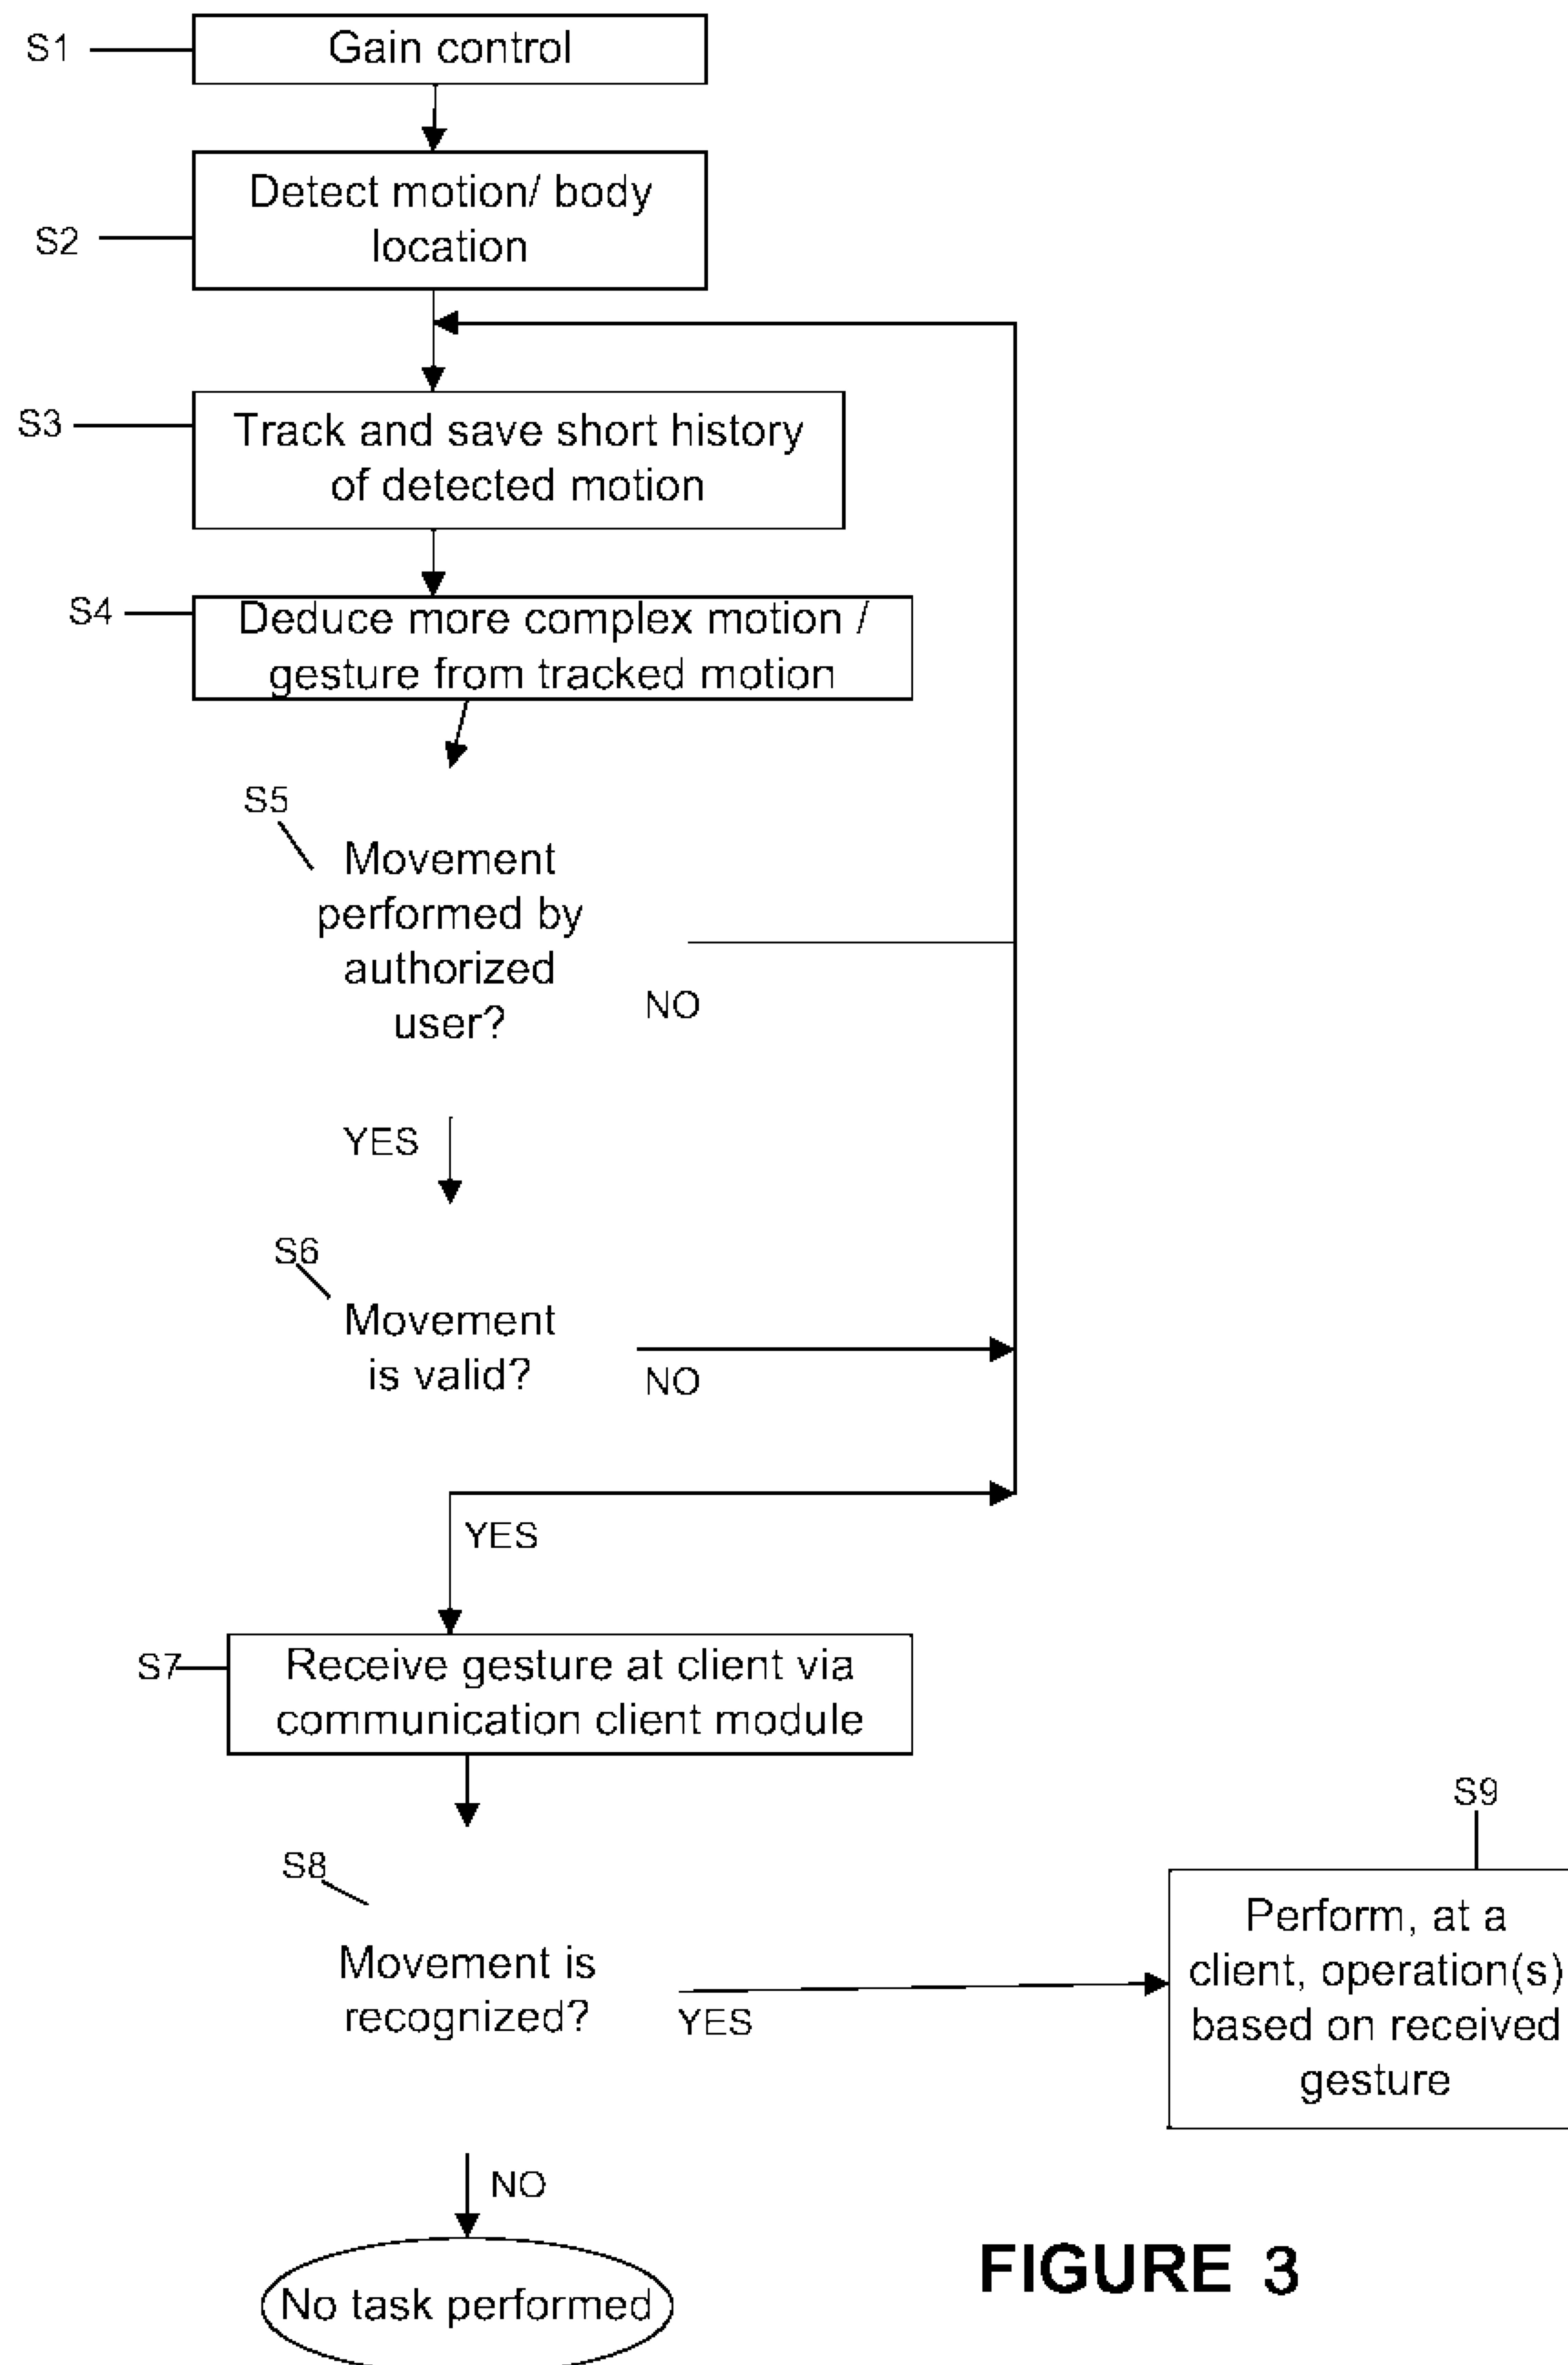 S1
Gain control
S2
Detect motion/ body
location
S3
Track and save short history
of detected motion
S4
Deduce more complex motion /
gesture from tracked motion
S5
Movement
performed by
authorized
user?
NO
YES
S6
Movement
is valid?
NO
YES
S7
Receive gesture at client via
communication client module
S8
Movement is
recognized?
YES
S9
Perform, at a
client, operation(s)
based on received
gesture
NO
No task performed
FIGURE 3